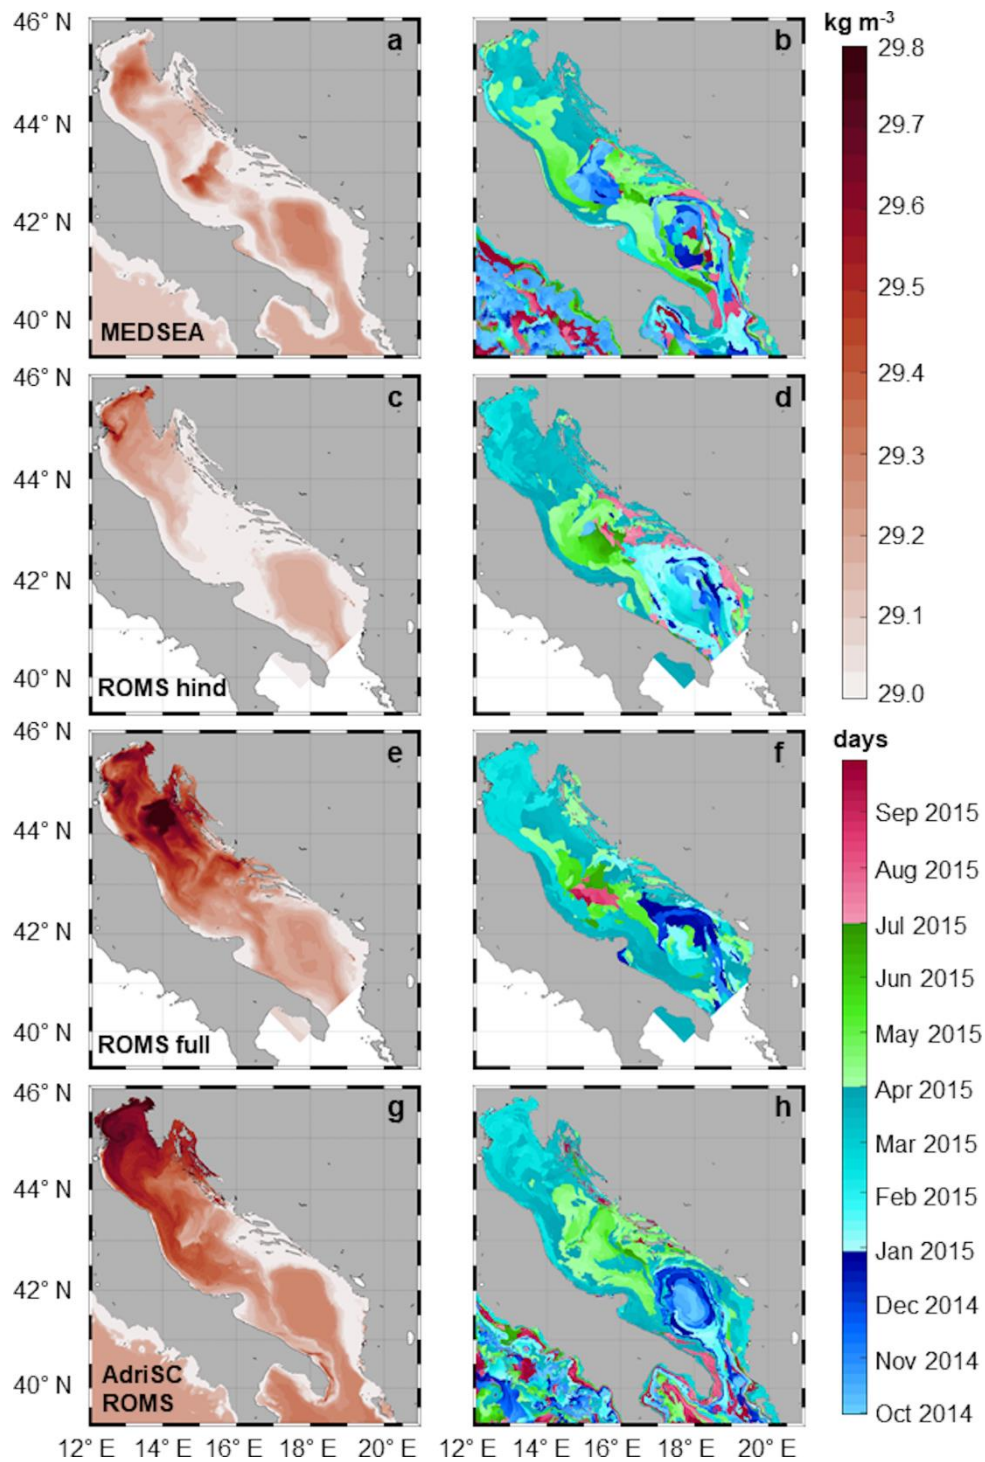 46° N
a
b
kg m-3
29.8
29.7
44° N
29.6
42° N
29.5
40° N
MEDSEA
29.4
46° N
c
d
29.3
44° N
29.2
42° N
29.1
40° N
ROMS hind
29.0
46° N
e
f
days
Sep 2015
44° N
Aug 2015
42° N
Jul 2015
Jun 2015
40° N
ROMS full
May 2015
46° N
g
h
Apr 2015
Mar 2015
44° N
Feb 2015
Jan 2015
42° N
Dec 2014
Nov 2014
40° N
AdriSC
ROMS
Oct 2014
12° E 14° E 16° E 18° E 20° E 12° E 14° E 16° E 18° E 20° E